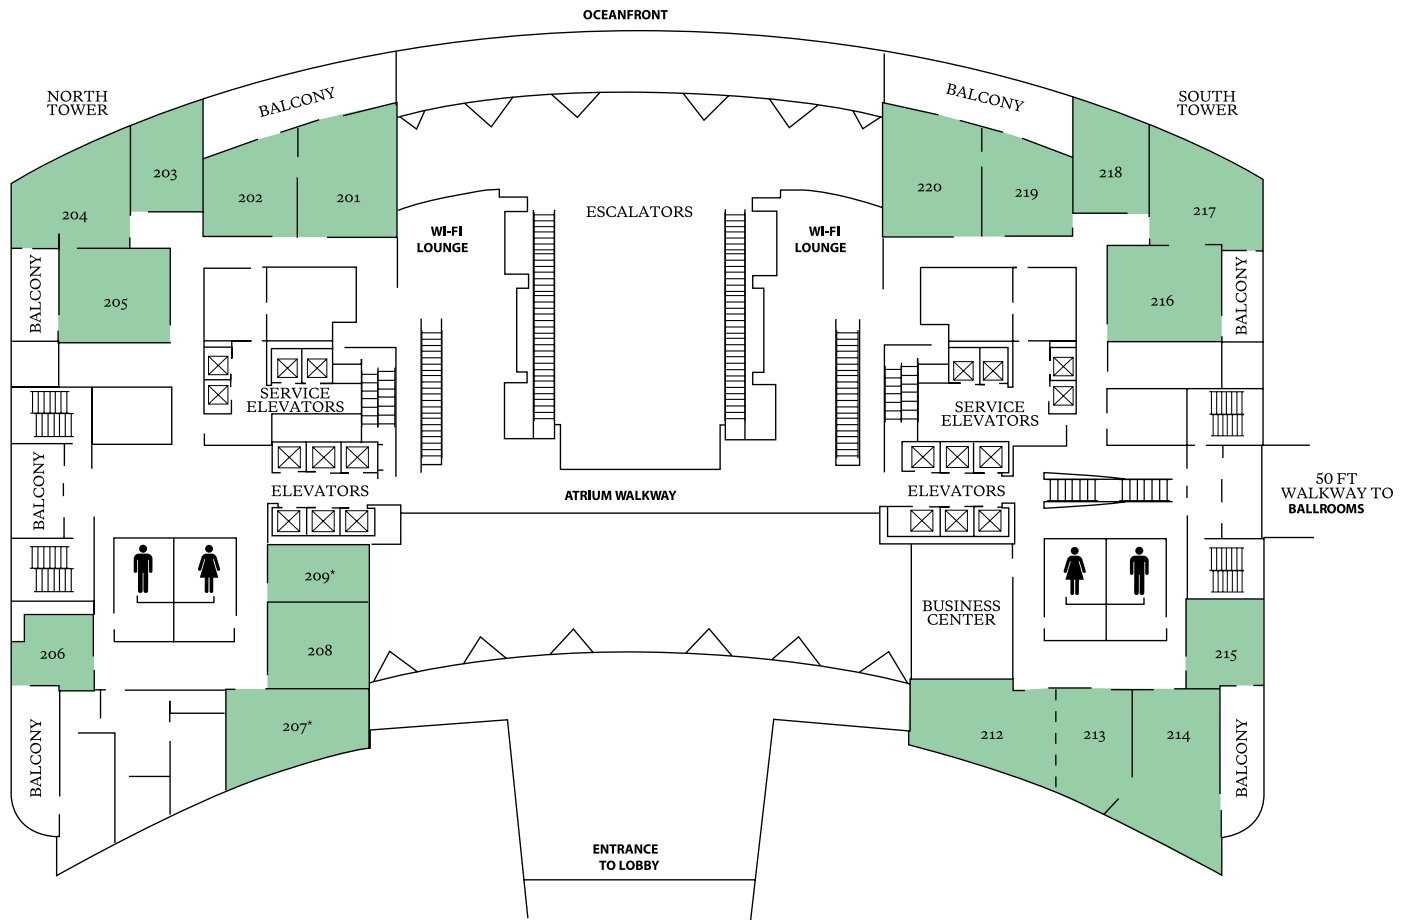 OCEANFRONT
NORTH
TOWER
BALCONY
BALCONY
SOUTH
TOWER
203
202
201
204
220
219
218
217
ESCALATORS
WI-FI
LOUNGE
WI-FI
LOUNGE
BALCONY
205
216
BALCONY
SERVICE
ELEVATORS
SERVICE
ELEVATORS
BALCONY
ELEVATORS
ATRIUM WALKWAY
ELEVATORS
50 FT
WALKWAY TO
BALLROOMS
209*
BUSINESS
CENTER
206
208
215
207*
212
213
214
BALCONY
BALCONY
ENTRANCE
TO LOBBY